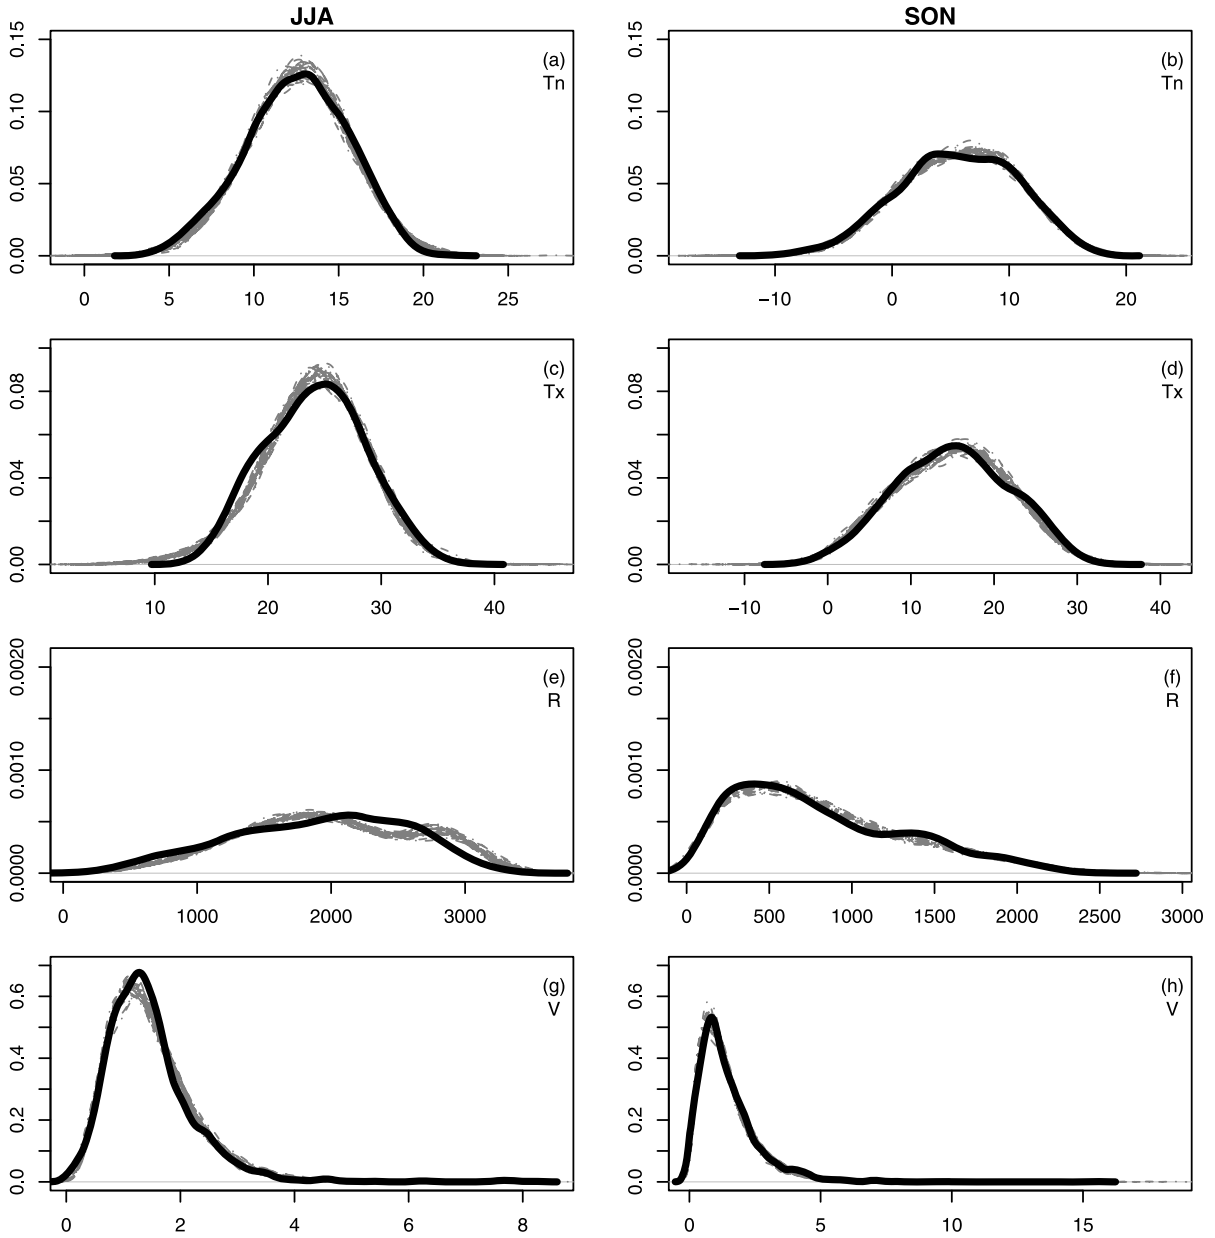 JJA
SON
0.00 0.05 0.10 0.15
(a)
Tn
0 5 10 15 20 25
(b)
Tn
0.00 0.05 0.10 0.15
−10 0 10 20
(c)
Tx
0.00 0.04 0.08
10 20 30 40
(d)
Tx
0.00 0.04 0.08
−10 0 10 20 30 40
(e)
R
0.0000 0.0010 0.0020
0 1000 2000 3000
(f)
R
0.0000 0.0010 0.0020
0 500 1000 1500 2000 2500 3000
(g)
V
0.0 0.2 0.4 0.6
0 2 4 6 8
(h)
V
0.0 0.2 0.4 0.6
0 5 10 15